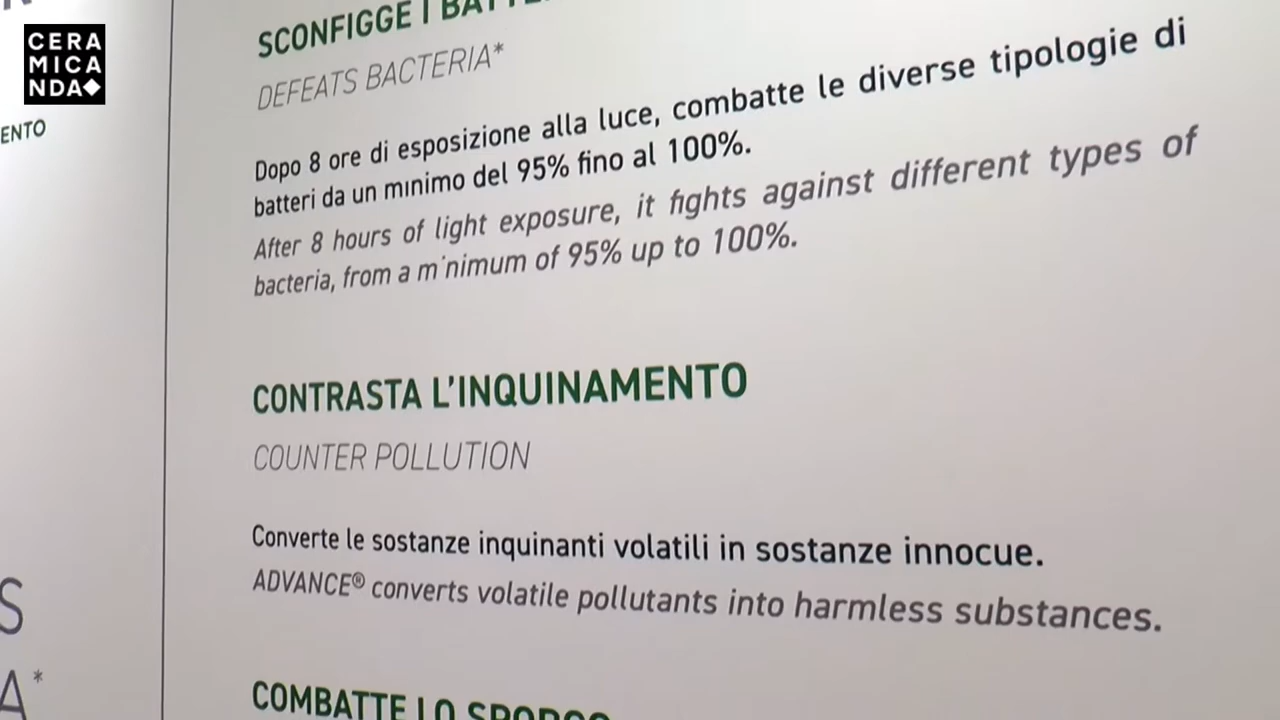 CERA
MICA
NDA
ENTO
SCONFIGGE I
DEFEATS BACTERIA*
Dopo 8 ore di esposizione alla luce, combatte le diverse tipologie di
batteri da un minimo del 95% fino al 100%.
After 8 hours of light exposure, it fights against different types of
bacteria, from a m nimum of 95% up to 100%.
CONTRASTA L'INQUINAMENTO
COUNTER POLLUTION
Converte le sostanze inquinanti volatili in sostanze innocue.
ADVANCE® converts volatile pollutants into harmless substances.
COMBATTE LO SPORCO
S
A*